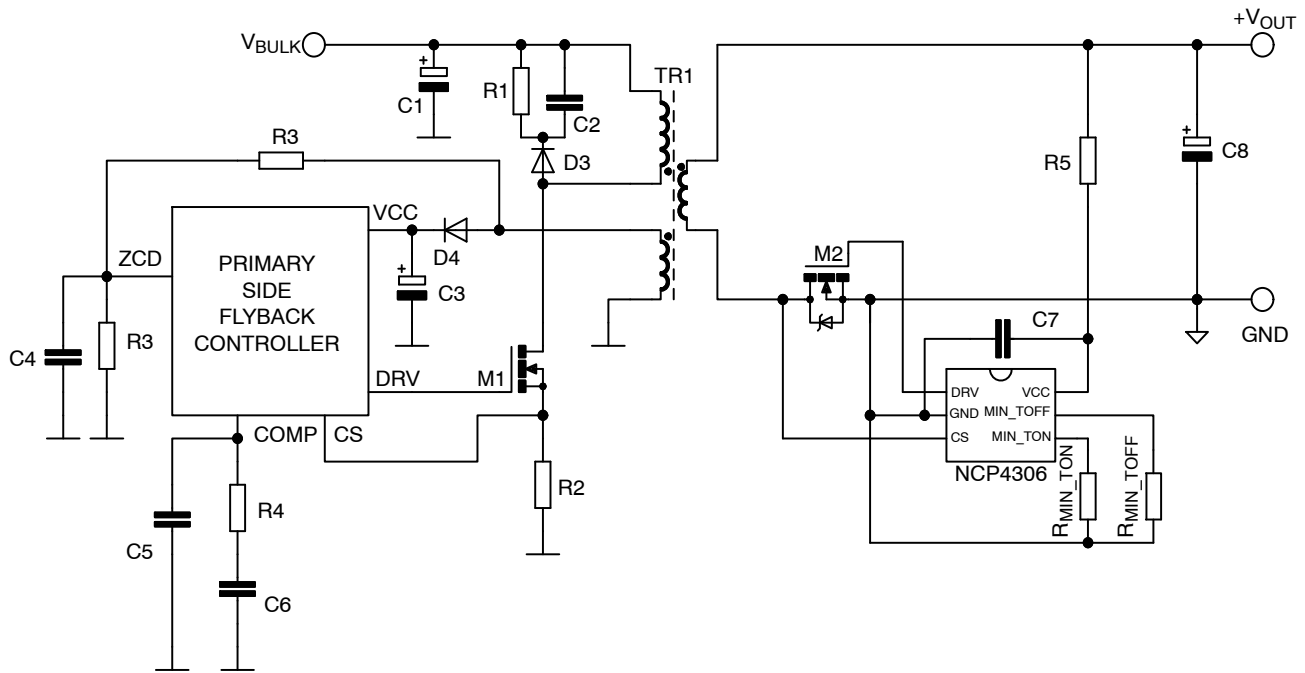 +VOUT
VBULK
+
C1
R1
C2
TR1
R3
D3
R5
+
C8
VCC
D4
M2
ZCD
PRIMARY
SIDE
FLYBACK
CONTROLLER
+
C3
C7
GND
C4
R3
DRV
M1
DRV
VCC
GND
MIN_TOFF
CS
MIN_TON
NCP4306
COMP
CS
R2
RMIN_TON
RMIN_TOFF
R4
C5
C6